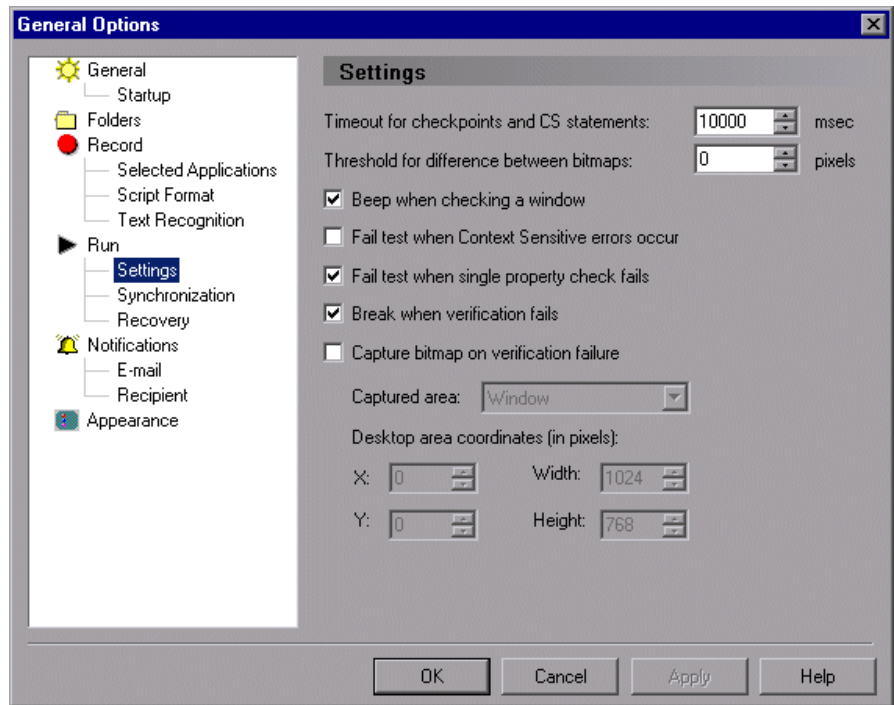 General Options
General
Startup
Folders
Record
Selected Applications
Script Format
Text Recognition
Run
Settings
Synchronization
Recovery
Notifications
E-mail
Recipient
Appearance
Settings
Timeout for checkpoints and CS statements: 10000 msec
Threshold for difference between bitmaps: 0 pixels
Beep when checking a window
Fail test when Context Sensitive errors occur
Fail test when single property check fails
Break when verification fails
Capture bitmap on verification failure
Captured area: Window
Desktop area coordinates (in pixels):
X: 0 Width: 1024
Y: 0 Height: 768
OK Cancel Apply Help